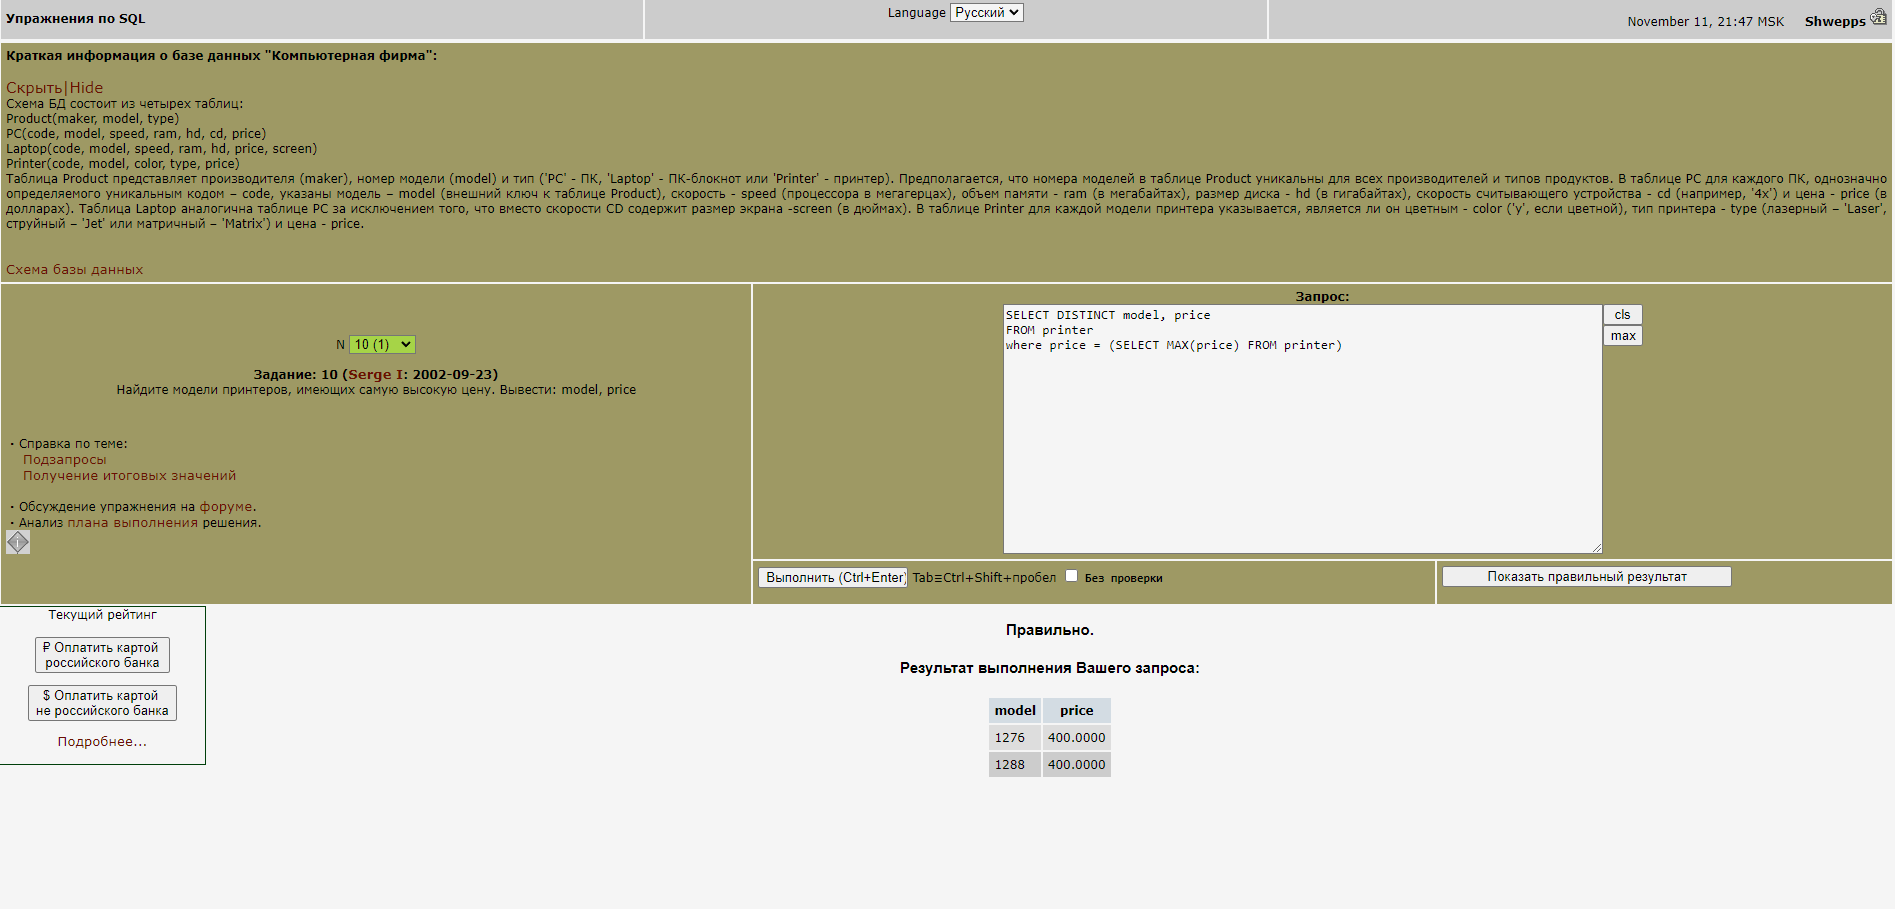 Упражнения по SQL
Language Русский
November 11, 21:47 MSK Shwepps
Краткая информация о базе данных "Компьютерная фирма":
Скрыть|Hide
Схема БД состоит из четырех таблиц:
Product(maker, model, type)
PC(code, model, speed, ram, hd, cd, price)
Laptop(code, model, speed, ram, hd, price, screen)
Printer(code, model, color, type, price)
Таблица Product представляет производителя (maker), номер модели (model) и тип ('PC' - ПК, 'Laptop' - ПК-блокнот или 'Printer' - принтер). Предполагается, что номера моделей в таблице Product уникальны для всех производителей и типов продуктов. В таблице PC для каждого ПК, однозначно
определяемого уникальным кодом – code, указаны модель – model (внешний ключ к таблице Product), скорость - speed (процессора в мегагерцах), объем памяти - ram (в мегабайтах), размер диска - hd (в гигабайтах), скорость считывающего устройства - cd (например, '4x') и цена - price (в
долларах). Таблица Laptop аналогична таблице РС за исключением того, что вместо скорости CD содержит размер экрана -screen (в дюймах). В таблице Printer для каждой модели принтера указывается, является ли он цветным - color ('y', если цветной), тип принтера - type (лазерный – 'Laser',
струйный – 'Jet' или матричный – 'Matrix') и цена - price.
Схема базы данных
N 10 (1)
Задание: 10 (Serge I: 2002-09-23)
Найдите модели принтеров, имеющих самую высокую цену. Вывести: model, price
· Справка по теме:
Подзапросы
Получение итоговых значений
· Обсуждение упражнения на форуме.
· Анализ плана выполнения решения.
Запрос:
SELECT DISTINCT model, price
FROM printer
where price = (SELECT MAX(price) FROM printer)
cls
max
Выполнить (Ctrl+Enter) Tab≡Ctrl+Shift+пробел Без проверки
Показать правильный результат
Текущий рейтинг
₽ Оплатить картой
российского банка
$ Оплатить картой
не российского банка
Подробнее...
Правильно.
Результат выполнения Вашего запроса:
model price
1276 400.0000
1288 400.0000